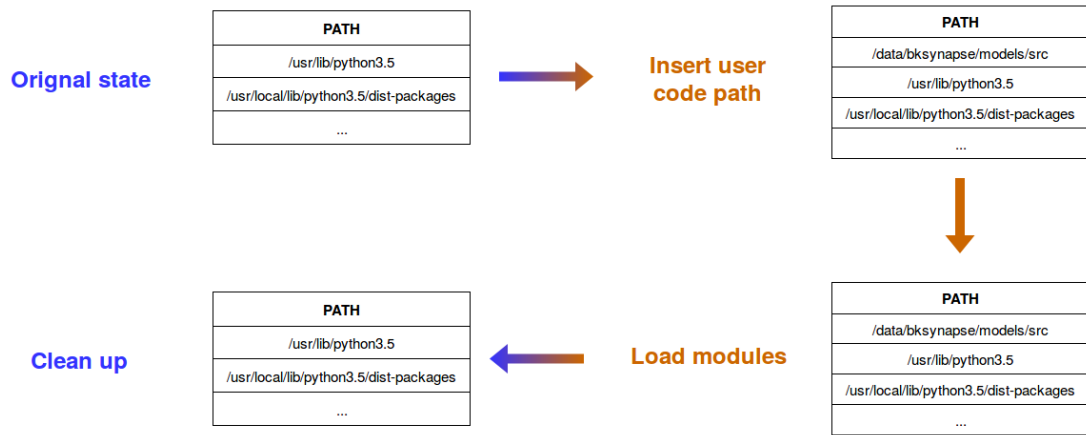 Orignal state
PATH
/usr/lib/python3.5
/usr/local/lib/python3.5/dist-packages
...
Insert user
code path
PATH
/data/bksynapse/models/src
/usr/lib/python3.5
/usr/local/lib/python3.5/dist-packages
...
Clean up
PATH
/usr/lib/python3.5
/usr/local/lib/python3.5/dist-packages
...
Load modules
PATH
/data/bksynapse/models/src
/usr/lib/python3.5
/usr/local/lib/python3.5/dist-packages
...